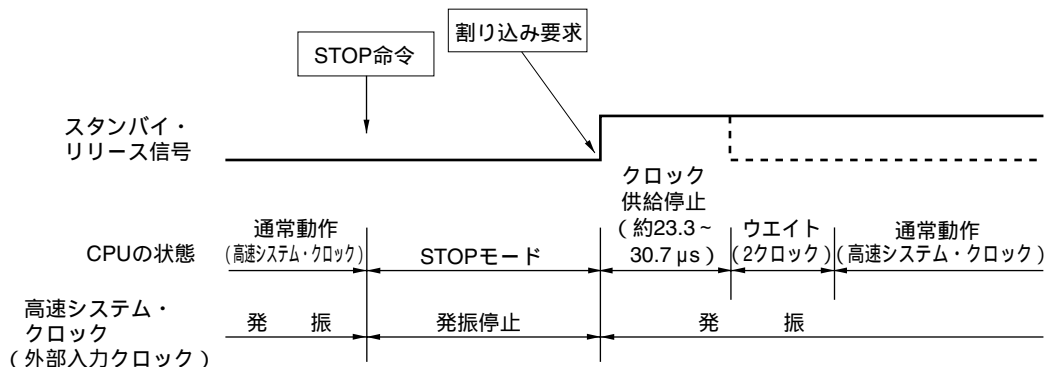 割り込み要求
STOP命令
スタンバイ・
リリース信号
クロック
供給停止
（約23.3～
30.7 μs）
通常動作
(高速システム・クロック)
ウエイト
(2クロック)
通常動作
(高速システム・クロック)
CPUの状態
STOPモード
高速システム・
クロック
（外部入力クロック）
発　振
発振停止
発　振